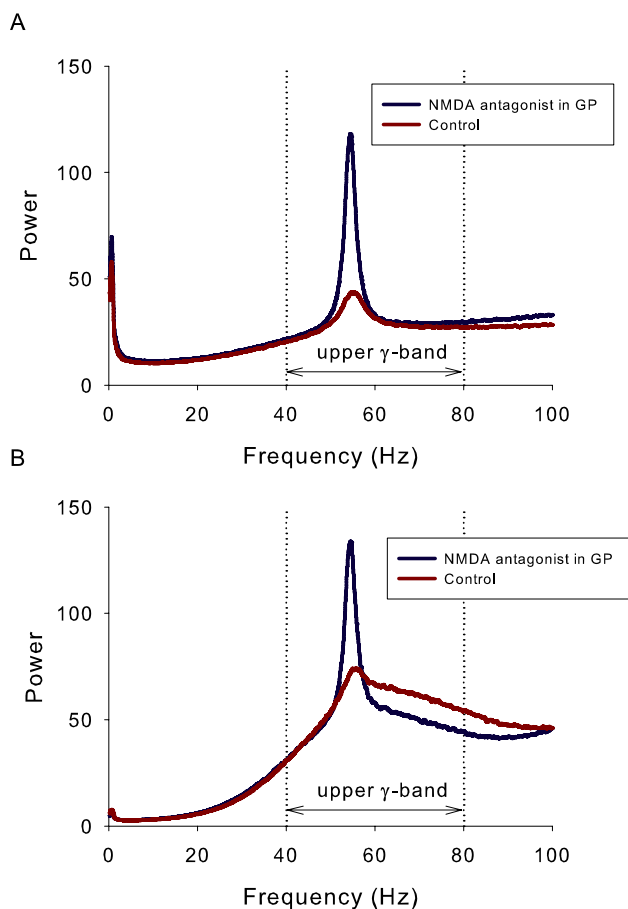 A
150
100
50
0
Power
NMDA antagonist in GP
Control
upper γ-band
0 20 40 60 80 100
Frequency (Hz)
B
150
100
50
0
Power
NMDA antagonist in GP
Control
upper γ-band
0 20 40 60 80 100
Frequency (Hz)